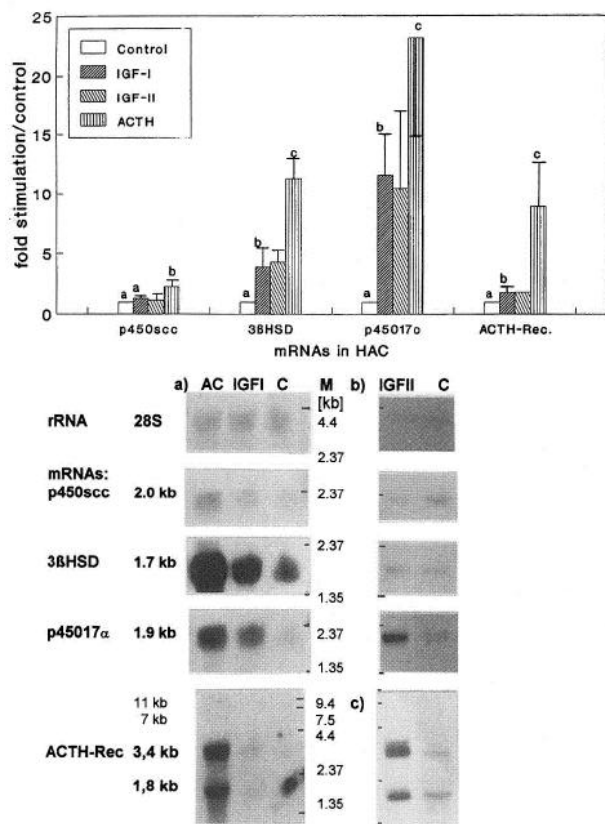 25
20
15
10
5
0
fold stimulation/control
Control
IGF-I
IGF-II
ACTH
a a b
a b c
a b c
a b c
p450scc 3βHSD p45017α ACTH-Rec.
mRNAs in HAC
a) AC IGFI C M b) IGFII C
[kb]
rRNA 28S 4.4
2.37
mRNAs:
p450scc 2.0 kb 2.37
3βHSD 1.7 kb 2.37
1.35
p45017α 1.9 kb 2.37
1.35
11 kb 9.4 c)
7 kb 7.5
4.4
ACTH-Rec 3,4 kb
2.37
1,8 kb 1.35